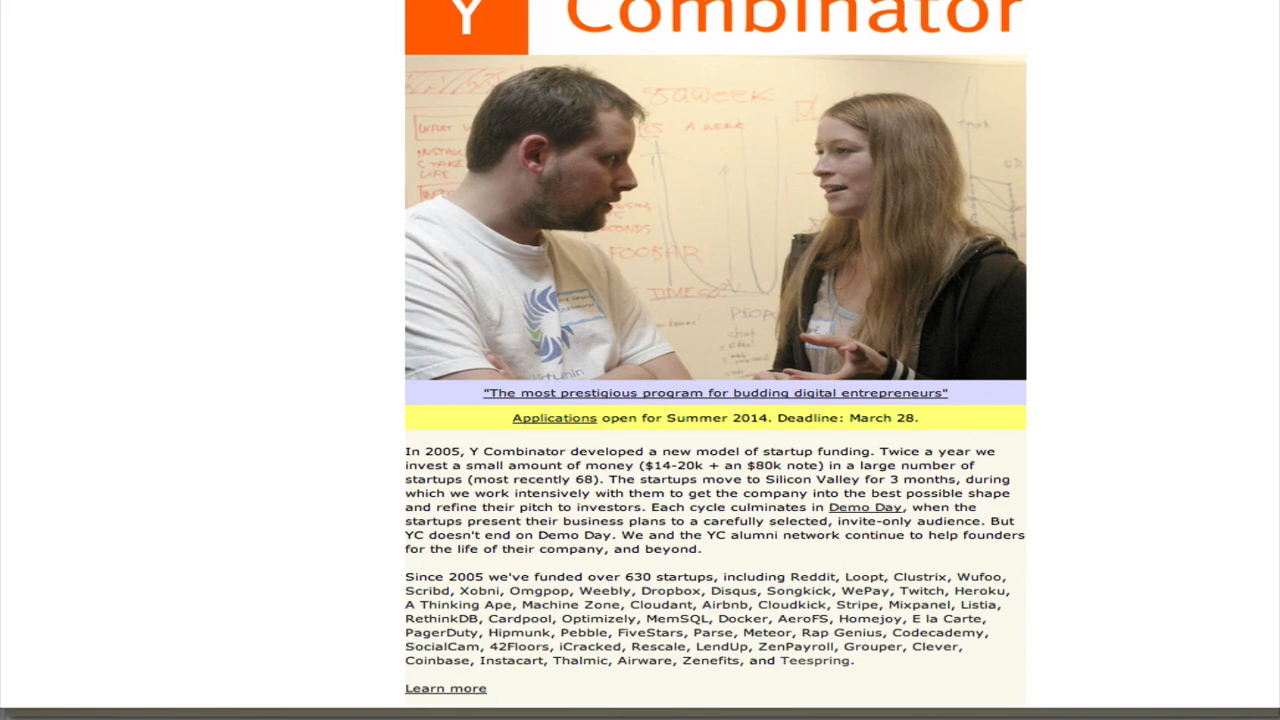 Y Combinator
5 a week
WHAT
A WEEK
INSTALL
LIFE
FOOBAR
TIME
PEOPL
chat
"The most prestigious program for budding digital entrepreneurs"
Applications open for Summer 2014. Deadline: March 28.
In 2005, Y Combinator developed a new model of startup funding. Twice a year we
invest a small amount of money ($14-20k + an $80k note) in a large number of
startups (most recently 68). The startups move to Silicon Valley for 3 months, during
which we work intensively with them to get the company into the best possible shape
and refine their pitch to investors. Each cycle culminates in Demo Day, when the
startups present their business plans to a carefully selected, invite-only audience. But
YC doesn't end on Demo Day. We and the YC alumni network continue to help founders
for the life of their company, and beyond.
Since 2005 we've funded over 630 startups, including Reddit, Loopt, Clustrix, Wufoo,
Scribd, Xobni, Omgpop, Weebly, Dropbox, Disqus, Songkick, WePay, Twitch, Heroku,
A Thinking Ape, Machine Zone, Cloudant, Airbnb, Cloudkick, Stripe, Mixpanel, Listia,
RethinkDB, Cardpool, Optimizely, MemSQL, Docker, AeroFS, Homejoy, E la Carte,
PagerDuty, Hipmunk, Pebble, FiveStars, Parse, Meteor, Rap Genius, Codecademy,
SocialCam, 42Floors, iCracked, Rescale, LendUp, ZenPayroll, Grouper, Clever,
Coinbase, Instacart, Thalmic, Airware, Zenefits, and Teespring.
Learn more